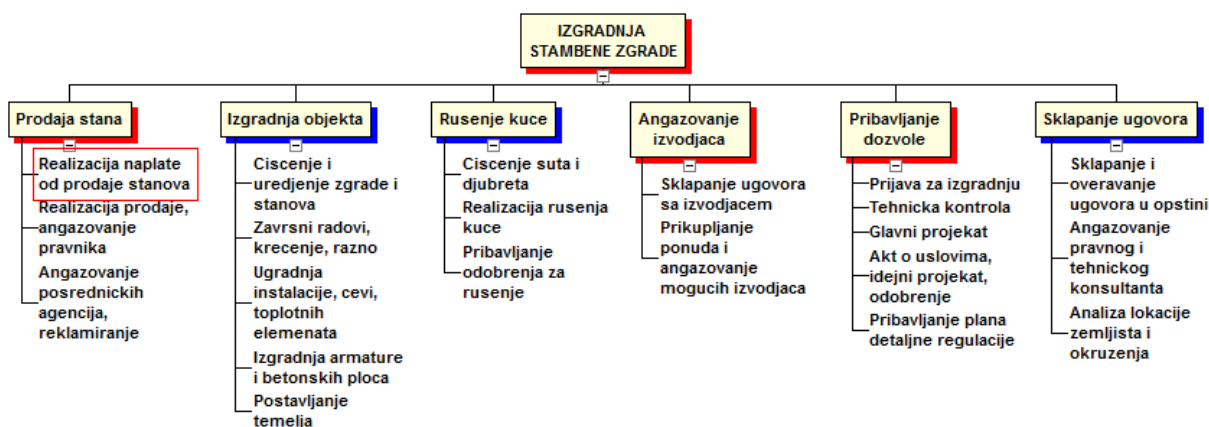 IZGRADNJA
STAMBENE ZGRADE
Prodaja stana
Realizacija naplate
od prodaje stanova
Realizacija prodaje,
angazovanje
pravnika
Angazovanje
posrednickih
agencija,
reklamiranje
Izgradnja objekta
Ciscenje i
uredjenje zgrade i
stanova
Zavrsni radovi,
krecenje, razno
Ugradnja
instalacije, cevi,
toplotnih
elemenata
Izgradnja armature
i betonskih ploca
Postavljanje
temelia
Rusenje kuce
Ciscenje suta i
djubreta
Realizacija rusenja
kuce
Pribavljanje
odobrenja za
rusenje
Angazovanje
izvodjaca
Sklapanje ugovora
sa izvodjacem
Prikupljanje
ponuda i
angazovanje
mogucih izvodjaca
Pribavljanje
dozvole
Prijava za izgradnju
Tehnicka kontrola
Glavni projekat
Akt o uslovima,
idejni projekat,
odobrenje
Pribavljanje plana
detaljne regulacije
Sklapanje ugovora
Sklapanje i
overavanje
ugovora u opstini
Angazovanje
pravnog i
tehnickog
konsultanta
Analiza lokacije
zemljista i
okruzenja